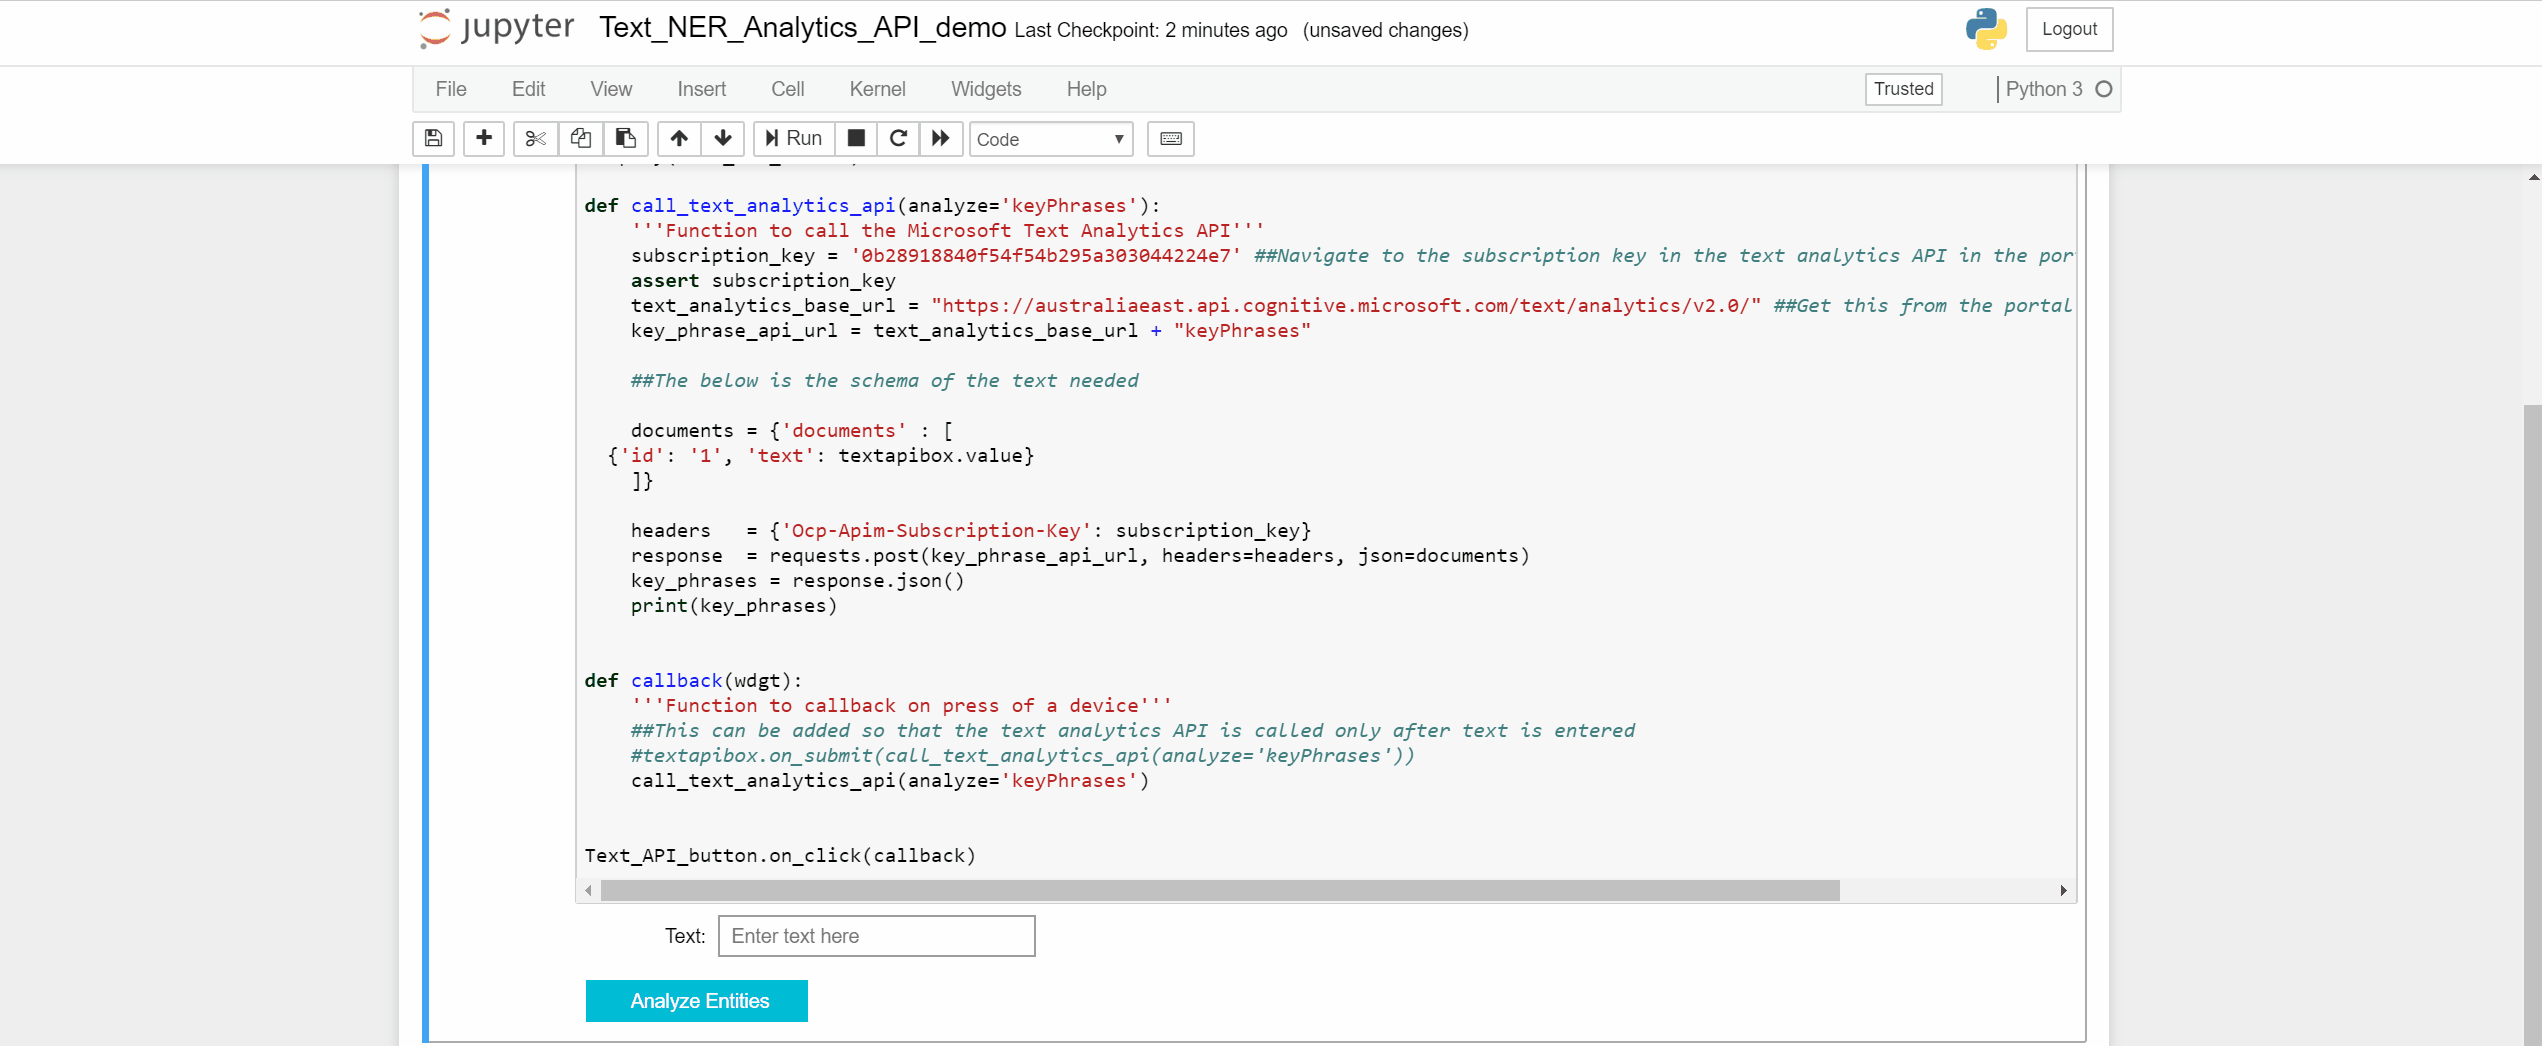 jupyter Text_NER_Analytics_API_demo Last Checkpoint: 2 minutes ago (unsaved changes) Logout
File Edit View Insert Cell Kernel Widgets Help Trusted Python 3
Run Code
def call_text_analytics_api(analyze='keyPhrases'):
'''Function to call the Microsoft Text Analytics API'''
subscription_key = '0b28918840f54f54b295a303044224e7' ##Navigate to the subscription key in the text analytics API in the por
assert subscription_key
text_analytics_base_url = "https://australiaeast.api.cognitive.microsoft.com/text/analytics/v2.0/" ##Get this from the portal
key_phrase_api_url = text_analytics_base_url + "keyPhrases"
##The below is the schema of the text needed
documents = {'documents' : [
{'id': '1', 'text': textapibox.value}
]}
headers   = {'Ocp-Apim-Subscription-Key': subscription_key}
response  = requests.post(key_phrase_api_url, headers=headers, json=documents)
key_phrases = response.json()
print(key_phrases)
def callback(wdgt):
'''Function to callback on press of a device'''
##This can be added so that the text analytics API is called only after text is entered
#textapibox.on_submit(call_text_analytics_api(analyze='keyPhrases'))
call_text_analytics_api(analyze='keyPhrases')
Text_API_button.on_click(callback)
Text: Enter text here
Analyze Entities